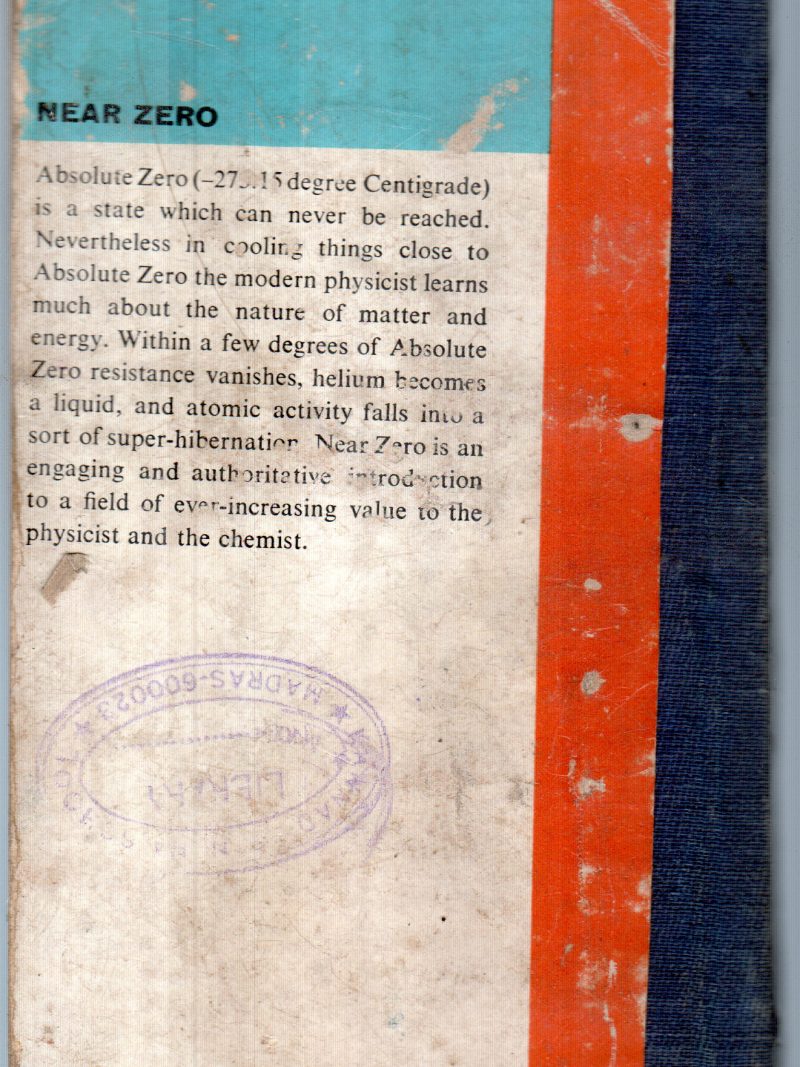 NEAR ZERO
Absolute Zero (–273.15 degree Centigrade)
is a state which can never be reached.
Nevertheless in cooling things close to
Absolute Zero the modern physicist learns
much about the nature of matter and
energy. Within a few degrees of Absolute
Zero resistance vanishes, helium becomes
a liquid, and atomic activity falls into a
sort of super-hibernation. Near Zero is an
engaging and authoritative introduction
to a field of ever-increasing value to the
physicist and the chemist.
★ MADRAS-600023 ★
LIBRARY